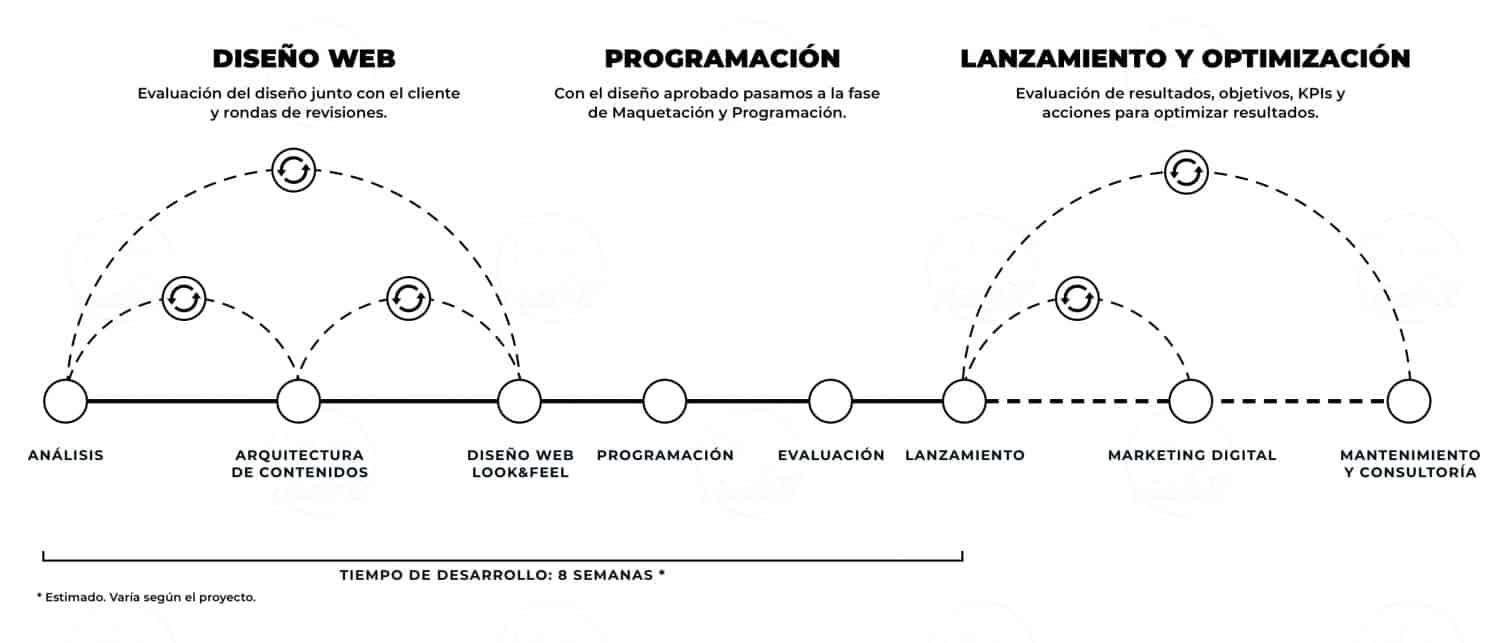 DISEÑO WEB
Evaluación del diseño junto con el cliente
y rondas de revisiones.
PROGRAMACIÓN
Con el diseño aprobado pasamos a la fase
de Maquetación y Programación.
LANZAMIENTO Y OPTIMIZACIÓN
Evaluación de resultados, objetivos, KPIs y
acciones para optimizar resultados.
ANÁLISIS
ARQUITECTURA
DE CONTENIDOS
DISEÑO WEB
LOOK&FEEL
PROGRAMACIÓN
EVALUACIÓN
LANZAMIENTO
MARKETING DIGITAL
MANTENIMIENTO
Y CONSULTORÍA
TIEMPO DE DESARROLLO: 8 SEMANAS *
* Estimado. Varía según el proyecto.